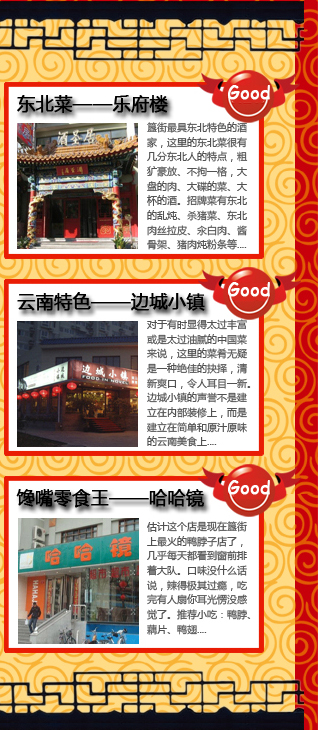 Good
东北菜——乐府楼
簋街最具东北特色的酒
家，这里的东北菜很有
几分东北人的特点，粗
犷豪放、不拘一格，大
盘的肉、大碟的菜、大
杯的酒。招牌菜有东北
的乱炖、杀猪菜、东北
肉丝拉皮、汆白肉、酱
骨架、猪肉炖粉条等....
Good
云南特色——边城小镇
边城小镇
对于有时显得太过丰富
或是太过油腻的中国菜
来说，这里的菜肴无疑
是一种绝佳的抉择，清
新爽口，令人耳目一新。
边城小镇的声誉不是建
立在内部装修上，而是
建立在简单和原汁原味
的云南美食上....
Good
馋嘴零食王——哈哈镜
哈哈镜
估计这个店是现在簋街
上最火的鸭脖子店了，
几乎每天都看到窗前排
着大队。口味没什么话
说，辣得极其过瘾，吃
完有人扇你耳光愣没感
觉了。推荐小吃：鸭脖、
藕片、鸭翅....